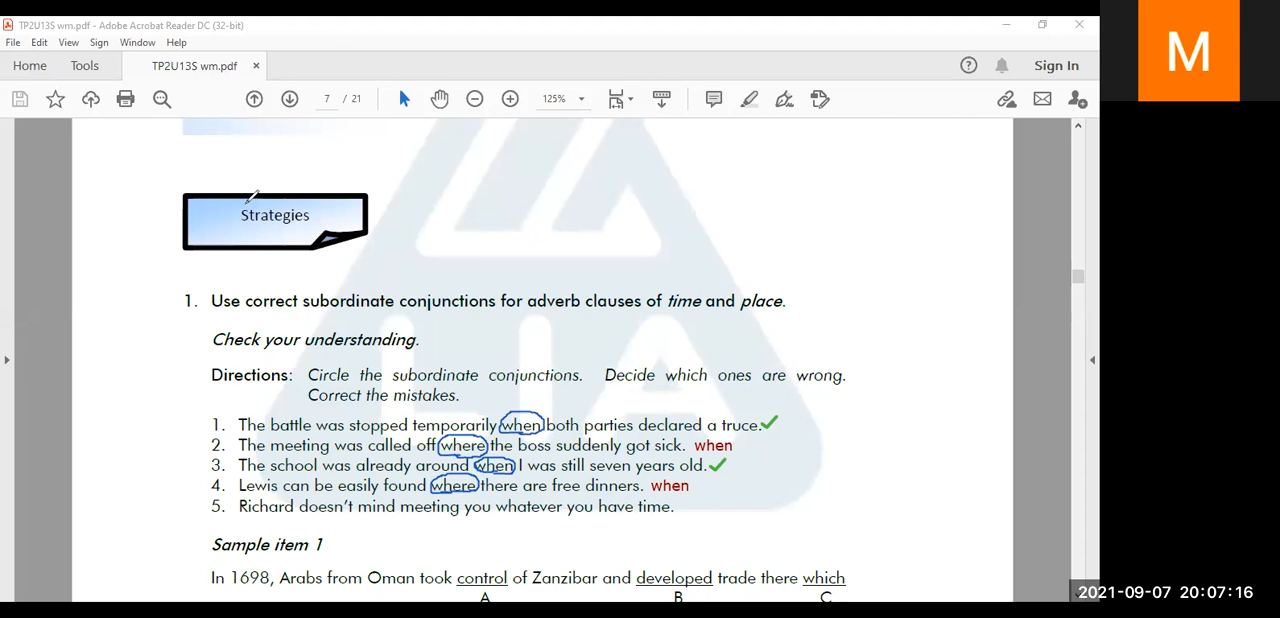 TP2U13S wm.pdf - Adobe Acrobat Reader DC (32-bit)
File Edit View Sign Window Help
Home Tools TP2U13S wm.pdf × Sign In
7 / 21 125%
M
Strategies
1. Use correct subordinate conjunctions for adverb clauses of time and place.
Check your understanding.
Directions: Circle the subordinate conjunctions. Decide which ones are wrong.
Correct the mistakes.
1. The battle was stopped temporarily when both parties declared a truce.
2. The meeting was called off where the boss suddenly got sick. when
3. The school was already around when I was still seven years old.
4. Lewis can be easily found where there are free dinners. when
5. Richard doesn't mind meeting you whatever you have time.
Sample item 1
In 1698, Arabs from Oman took control of Zanzibar and developed trade there which
A B C
LIA
2021-09-07 20:07:16